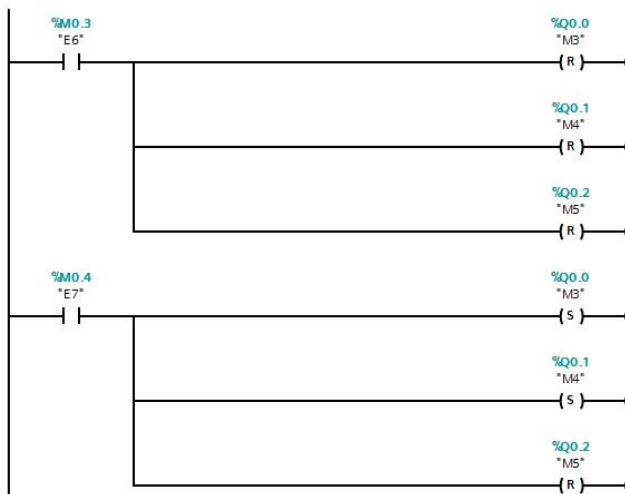 %M0.3 %Q0.0
"E6" "M3"
( R )
%Q0.1
"M4"
( R )
%Q0.2
"M5"
( R )
%M0.4 %Q0.0
"E7" "M3"
( S )
%Q0.1
"M4"
( S )
%Q0.2
"M5"
( R )